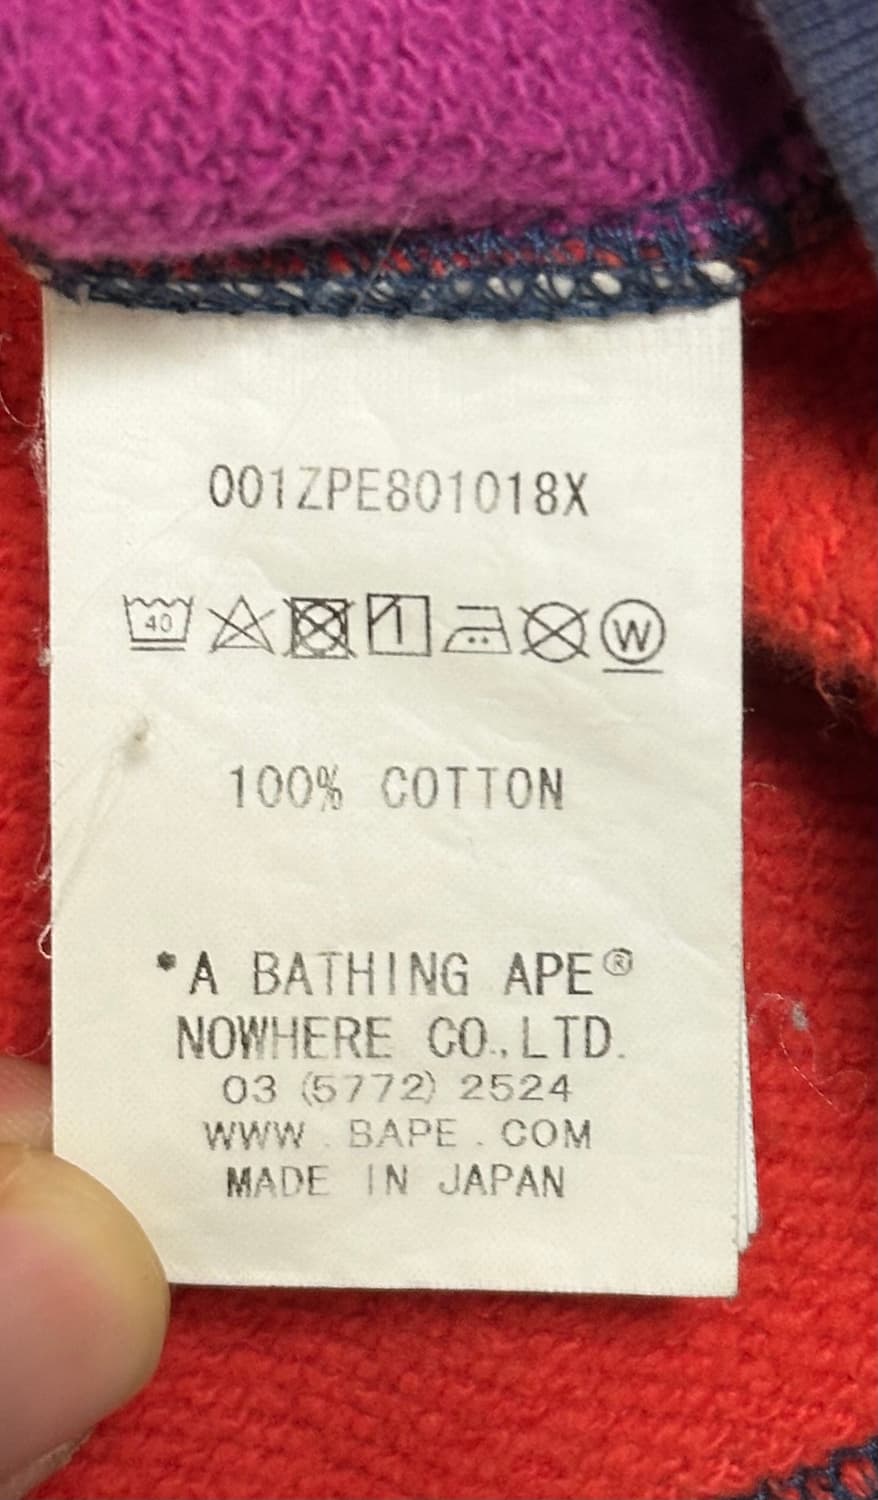 001ZPE801018X
40
W
100% COTTON
*A BATHING APE®
NOWHERE CO.,LTD.
03 (5772) 2524
WWW.BAPE.COM
MADE IN JAPAN